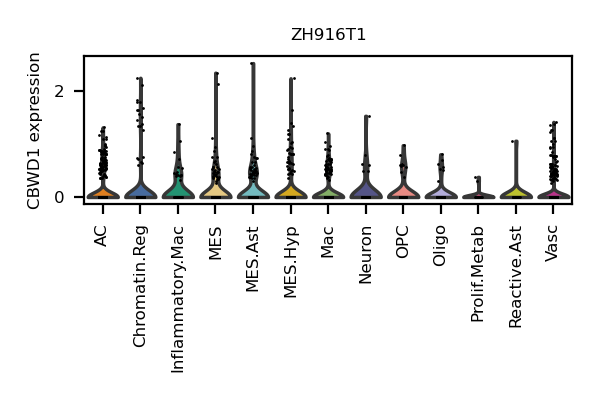 ZH916T1
CBWD1 expression
2
0
AC
Chromatin.Reg
Inflammatory.Mac
MES
MES.Ast
MES.Hyp
Mac
Neuron
OPC
Oligo
Prolif.Metab
Reactive.Ast
Vasc